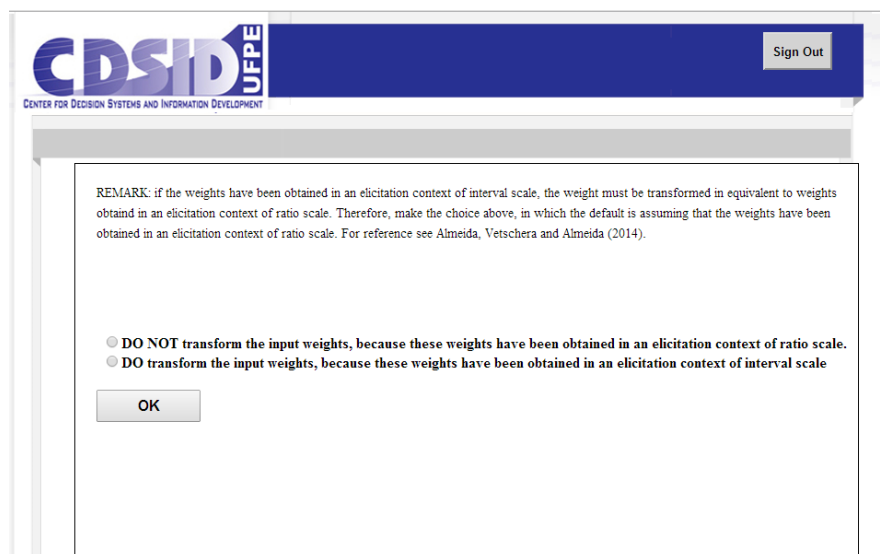 CDSID
UFPE
CENTER FOR DECISION SYSTEMS AND INFORMATION DEVELOPMENT
Sign Out
REMARK: if the weights have been obtained in an elicitation context of interval scale, the weight must be transformed in equivalent to weights
obtaind in an elicitation context of ratio scale. Therefore, make the choice above, in which the default is assuming that the weights have been
obtained in an elicitation context of ratio scale. For reference see Almeida, Vetschera and Almeida (2014).
DO NOT transform the input weights, because these weights have been obtained in an elicitation context of ratio scale.
DO transform the input weights, because these weights have been obtained in an elicitation context of interval scale
OK